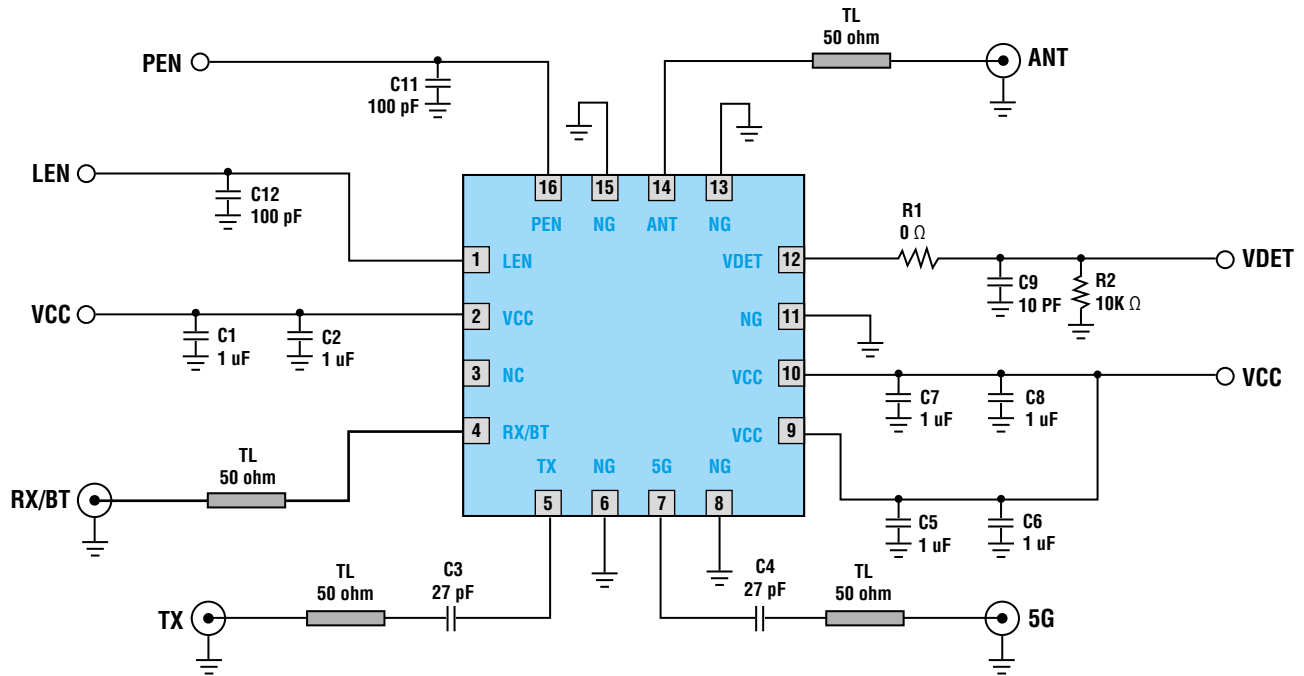 TL
50 ohm
ANT
PEN
C11
100 pF
LEN
C12
100 pF
16
15
14
13
PEN
NG
ANT
NG
R1
0 Ω
1
LEN
VDET
12
VDET
C9
10 PF
R2
10K Ω
VCC
2
VCC
NG
11
C1
1 uF
C2
1 uF
3
NC
VCC
10
VCC
C7
1 uF
C8
1 uF
4
RX/BT
VCC
9
TX
NG
5G
NG
5
6
7
8
TL
50 ohm
RX/BT
C5
1 uF
C6
1 uF
TL
50 ohm
C3
27 pF
C4
27 pF
TL
50 ohm
TX
5G